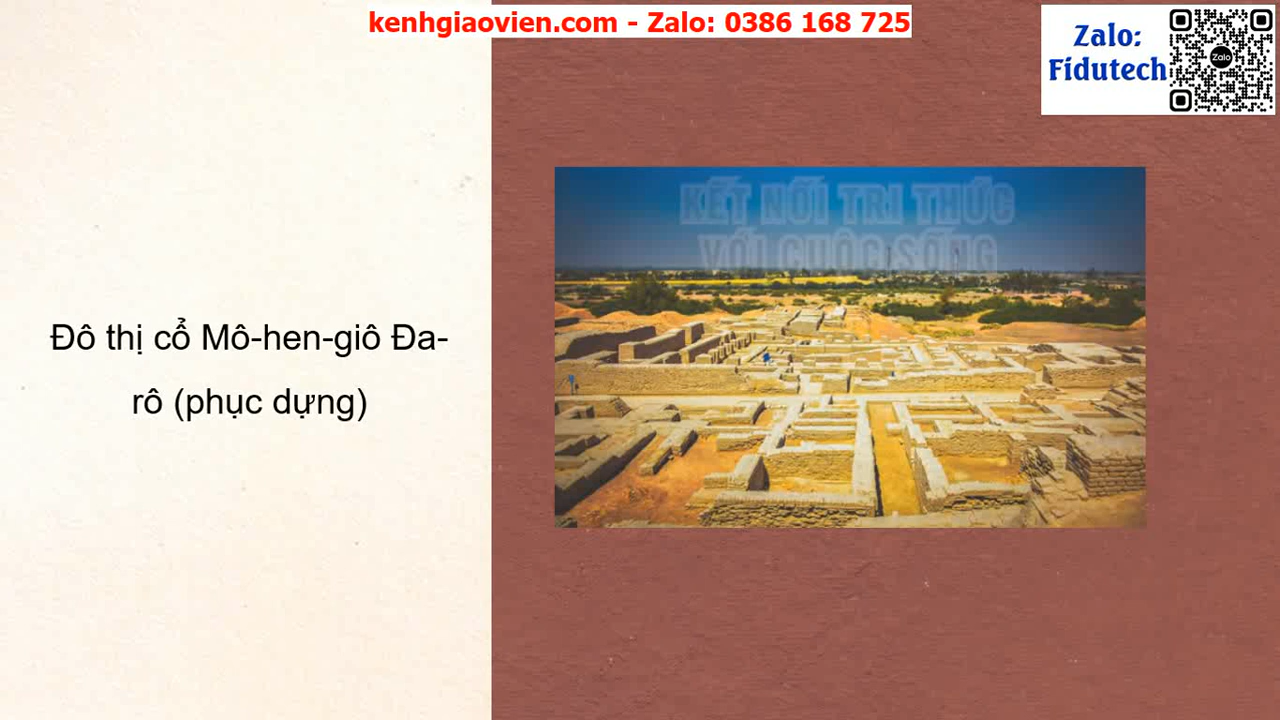 kenhgiaovien.com - Zalo: 0386 168 725
Zalo:
Fidutech
Zalo
KẾT NỐI TRI THỨC
VỚI CUỘC SỐNG
Đô thị cổ Mô-hen-giô Đa-
rô (phục dựng)